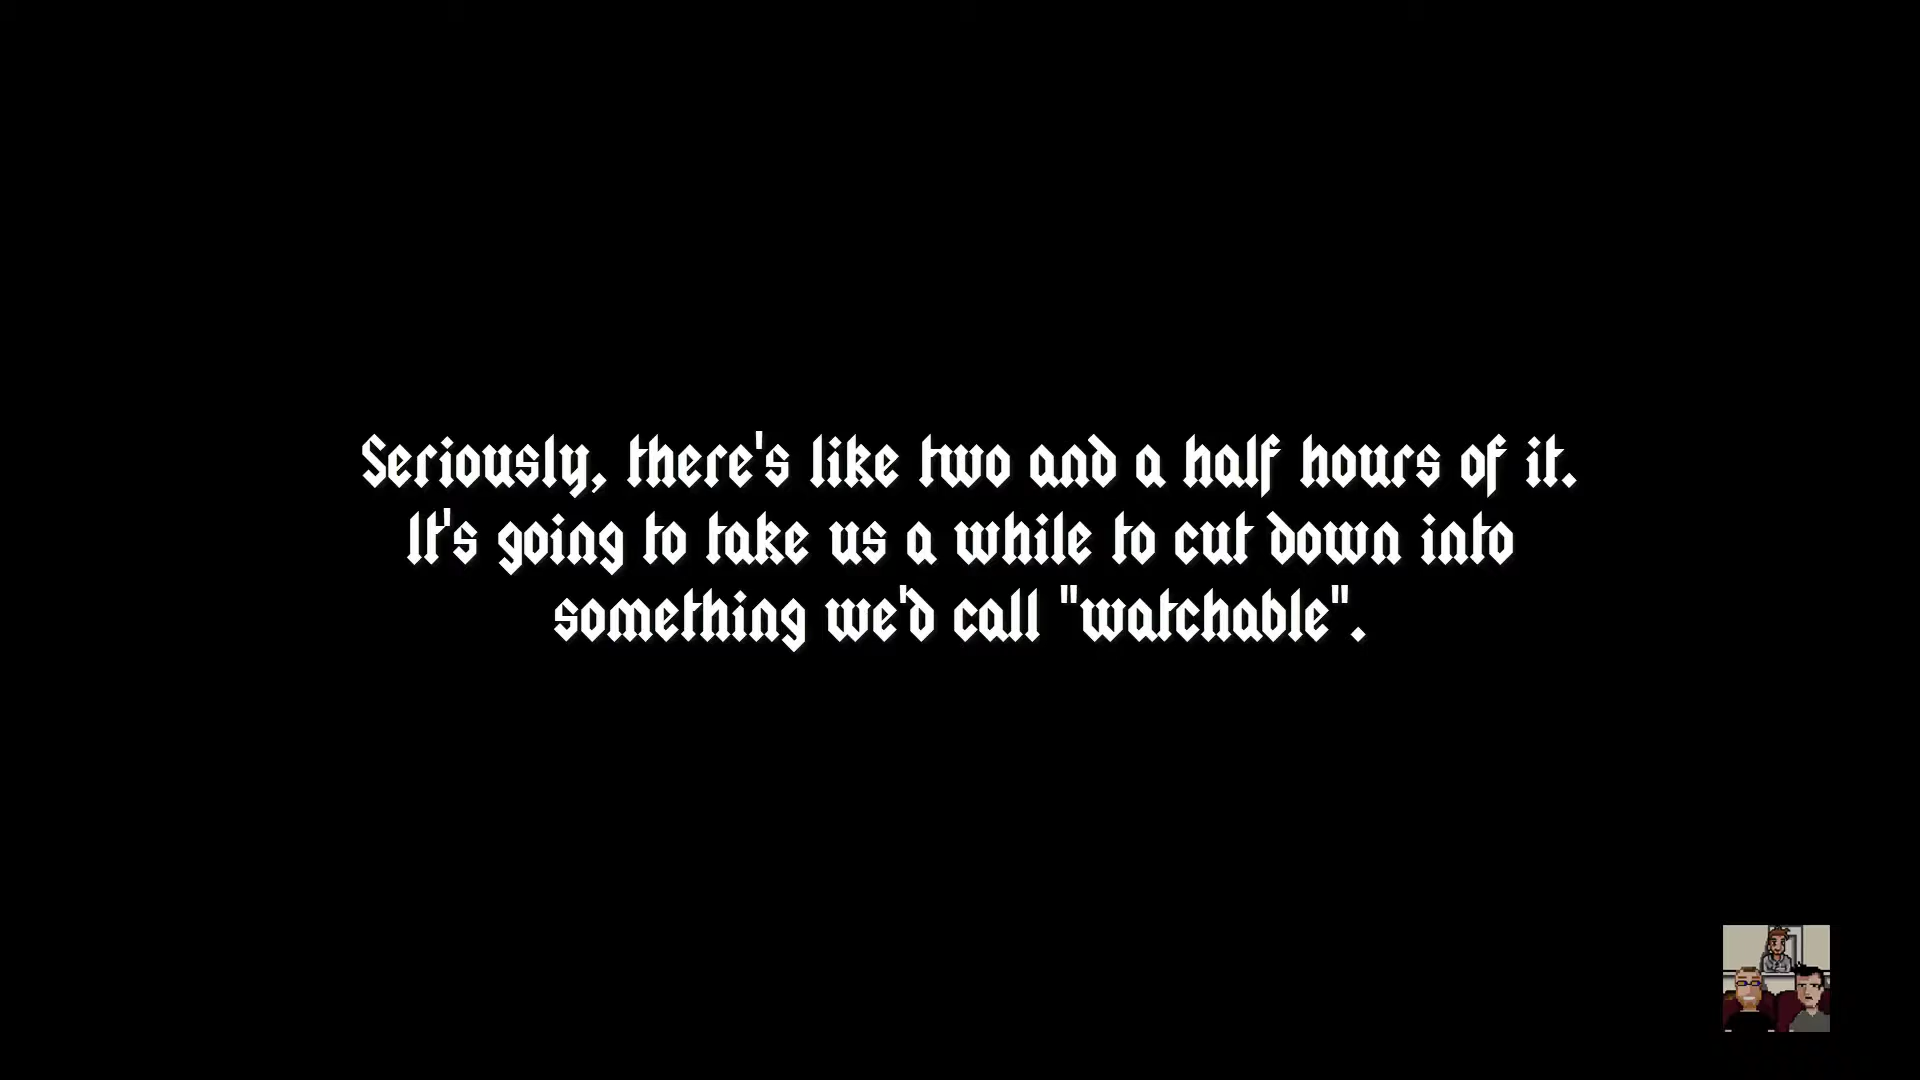 Seriously, there's like two and a half hours of it.
It's going to take us a while to cut down into
something we'd call "watchable".